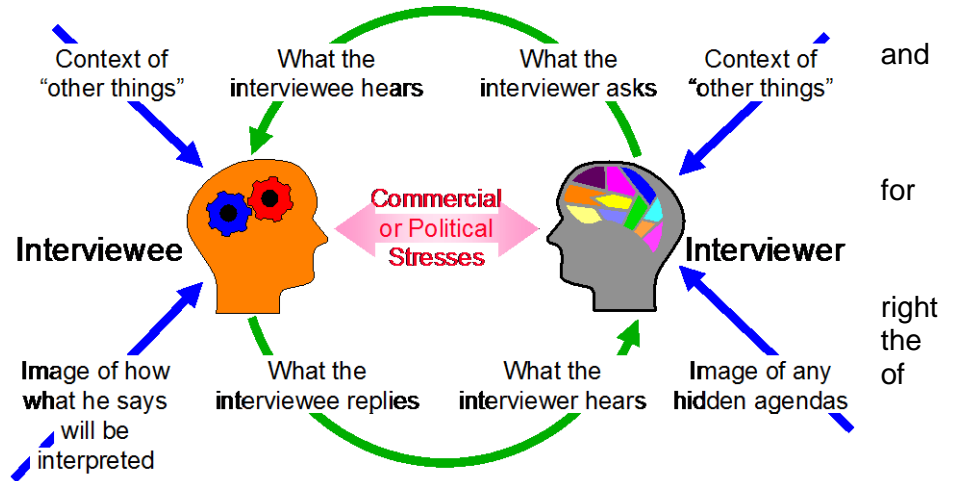 Context of
“other things”
What the
interviewee hears
What the
interviewer asks
Context of
“other things”
and
Commercial
or Political
Stresses
for
Interviewee
Interviewer
right
the
of
Image of how
what he says
will be
interpreted
What the
interviewee replies
What the
interviewer hears
Image of any
hidden agendas